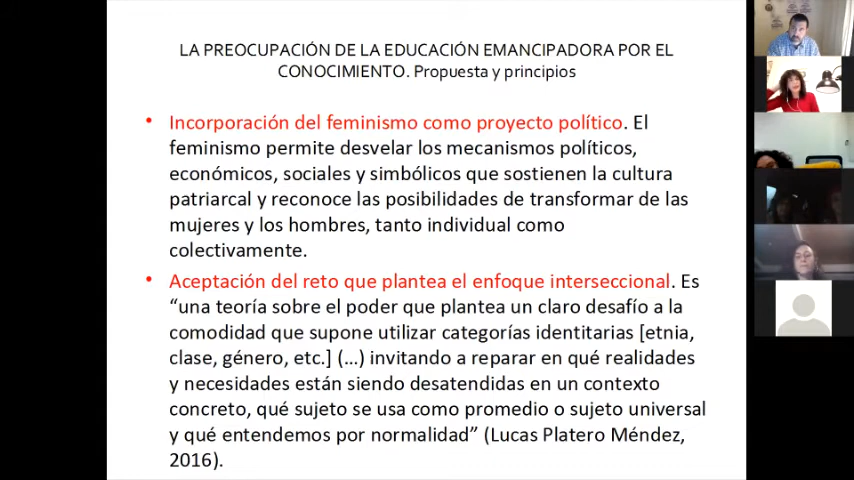 LA PREOCUPACIÓN DE LA EDUCACIÓN EMANCIPADORA POR EL
CONOCIMIENTO. Propuesta y principios
• Incorporación del feminismo como proyecto político. El
feminismo permite desvelar los mecanismos políticos,
económicos, sociales y simbólicos que sostienen la cultura
patriarcal y reconoce las posibilidades de transformar de las
mujeres y los hombres, tanto individual como
colectivamente.
• Aceptación del reto que plantea el enfoque interseccional. Es
“una teoría sobre el poder que plantea un claro desafío a la
comodidad que supone utilizar categorías identitarias [etnia,
clase, género, etc.] (...) invitando a reparar en qué realidades
y necesidades están siendo desatendidas en un contexto
concreto, qué sujeto se usa como promedio o sujeto universal
y qué entendemos por normalidad” (Lucas Platero Méndez,
2016).